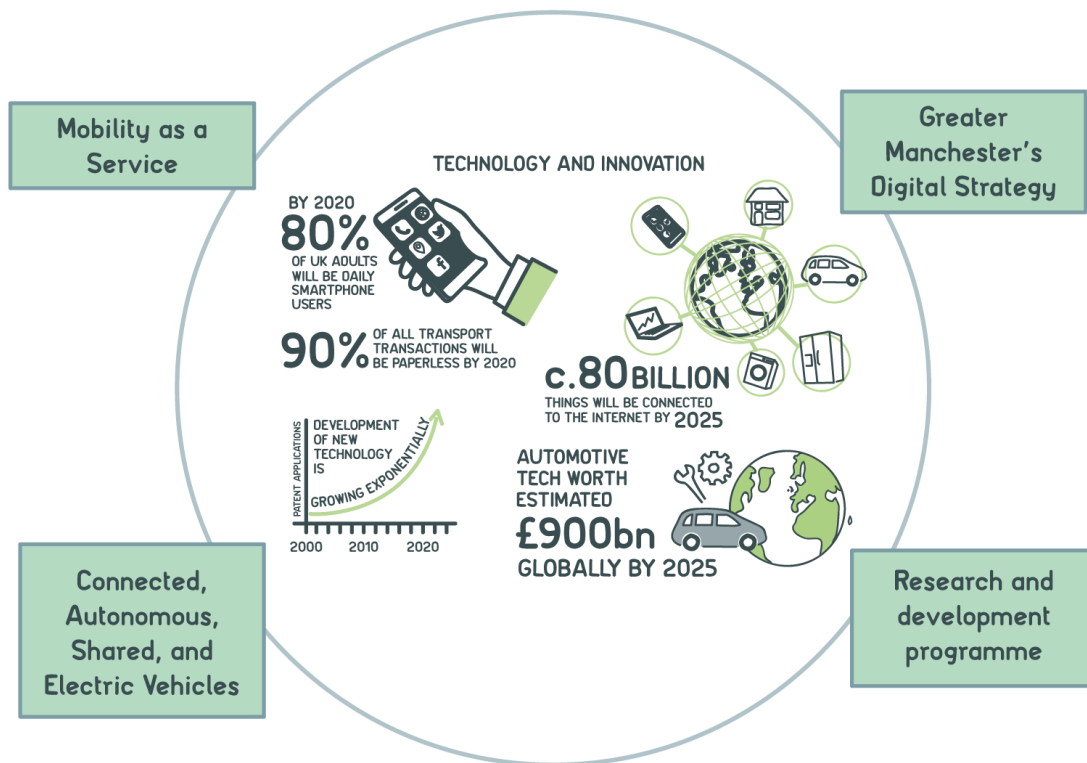 Mobility as a
Service
Greater
Manchester's
Digital Strategy
TECHNOLOGY AND INNOVATION
BY 2020
80%
OF UK ADULTS
WILL BE DAILY
SMARTPHONE
USERS
90%
OF ALL TRANSPORT
TRANSACTIONS WILL
BE PAPERLESS BY 2020
c.80 BILLION
THINGS WILL BE CONNECTED
TO THE INTERNET BY 2025
PATENT APPLICATIONS
DEVELOPMENT
OF NEW
TECHNOLOGY
IS
GROWING EXPONENTIALLY
2000 2010 2020
AUTOMOTIVE
TECH WORTH
ESTIMATED
£900bn
GLOBALLY BY 2025
Connected,
Autonomous,
Shared, and
Electric Vehicles
Research and
development
programme